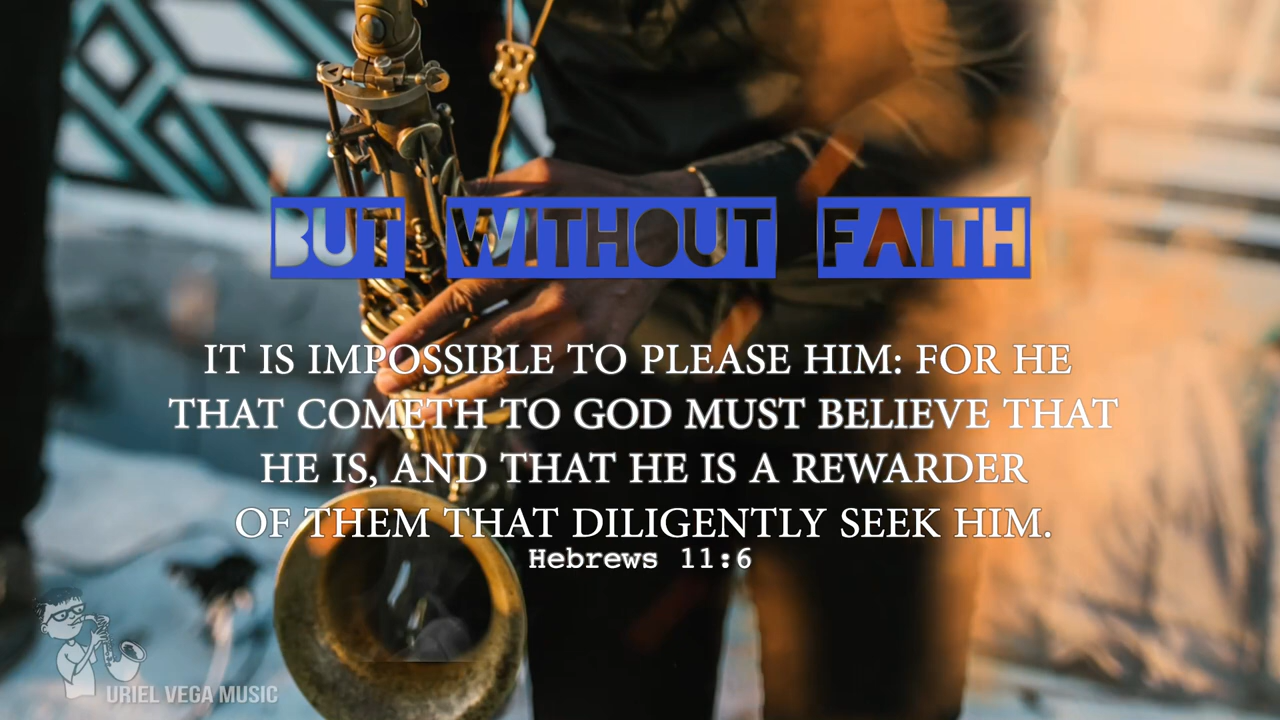 BUT WITHOUT FAITH
IT IS IMPOSSIBLE TO PLEASE HIM: FOR HE
THAT COMETH TO GOD MUST BELIEVE THAT
HE IS, AND THAT HE IS A REWARDER
OF THEM THAT DILIGENTLY SEEK HIM.
Hebrews 11:6
URIEL VEGA MUSIC